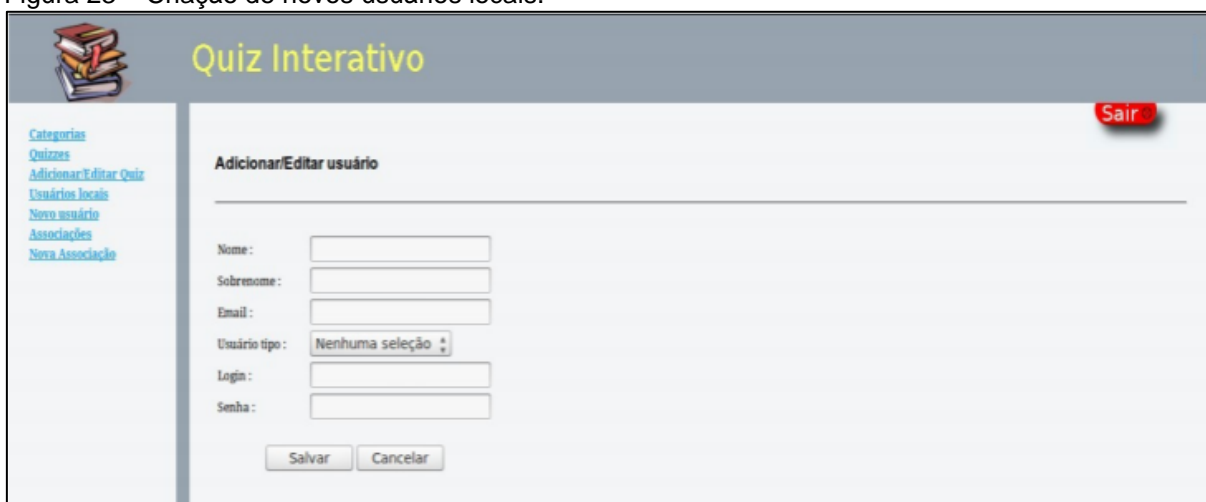 Figura 23 – Criação de novos usuários locais.
Quiz Interativo
Sair
Categorias
Quizzes
Adicionar/Editar Quiz
Usuários locais
Novo usuário
Associações
Nova Associação
Adicionar/Editar usuário
Nome :
Sobrenome :
Email :
Usuário tipo : Nenhuma seleção
Login :
Senha :
Salvar Cancelar